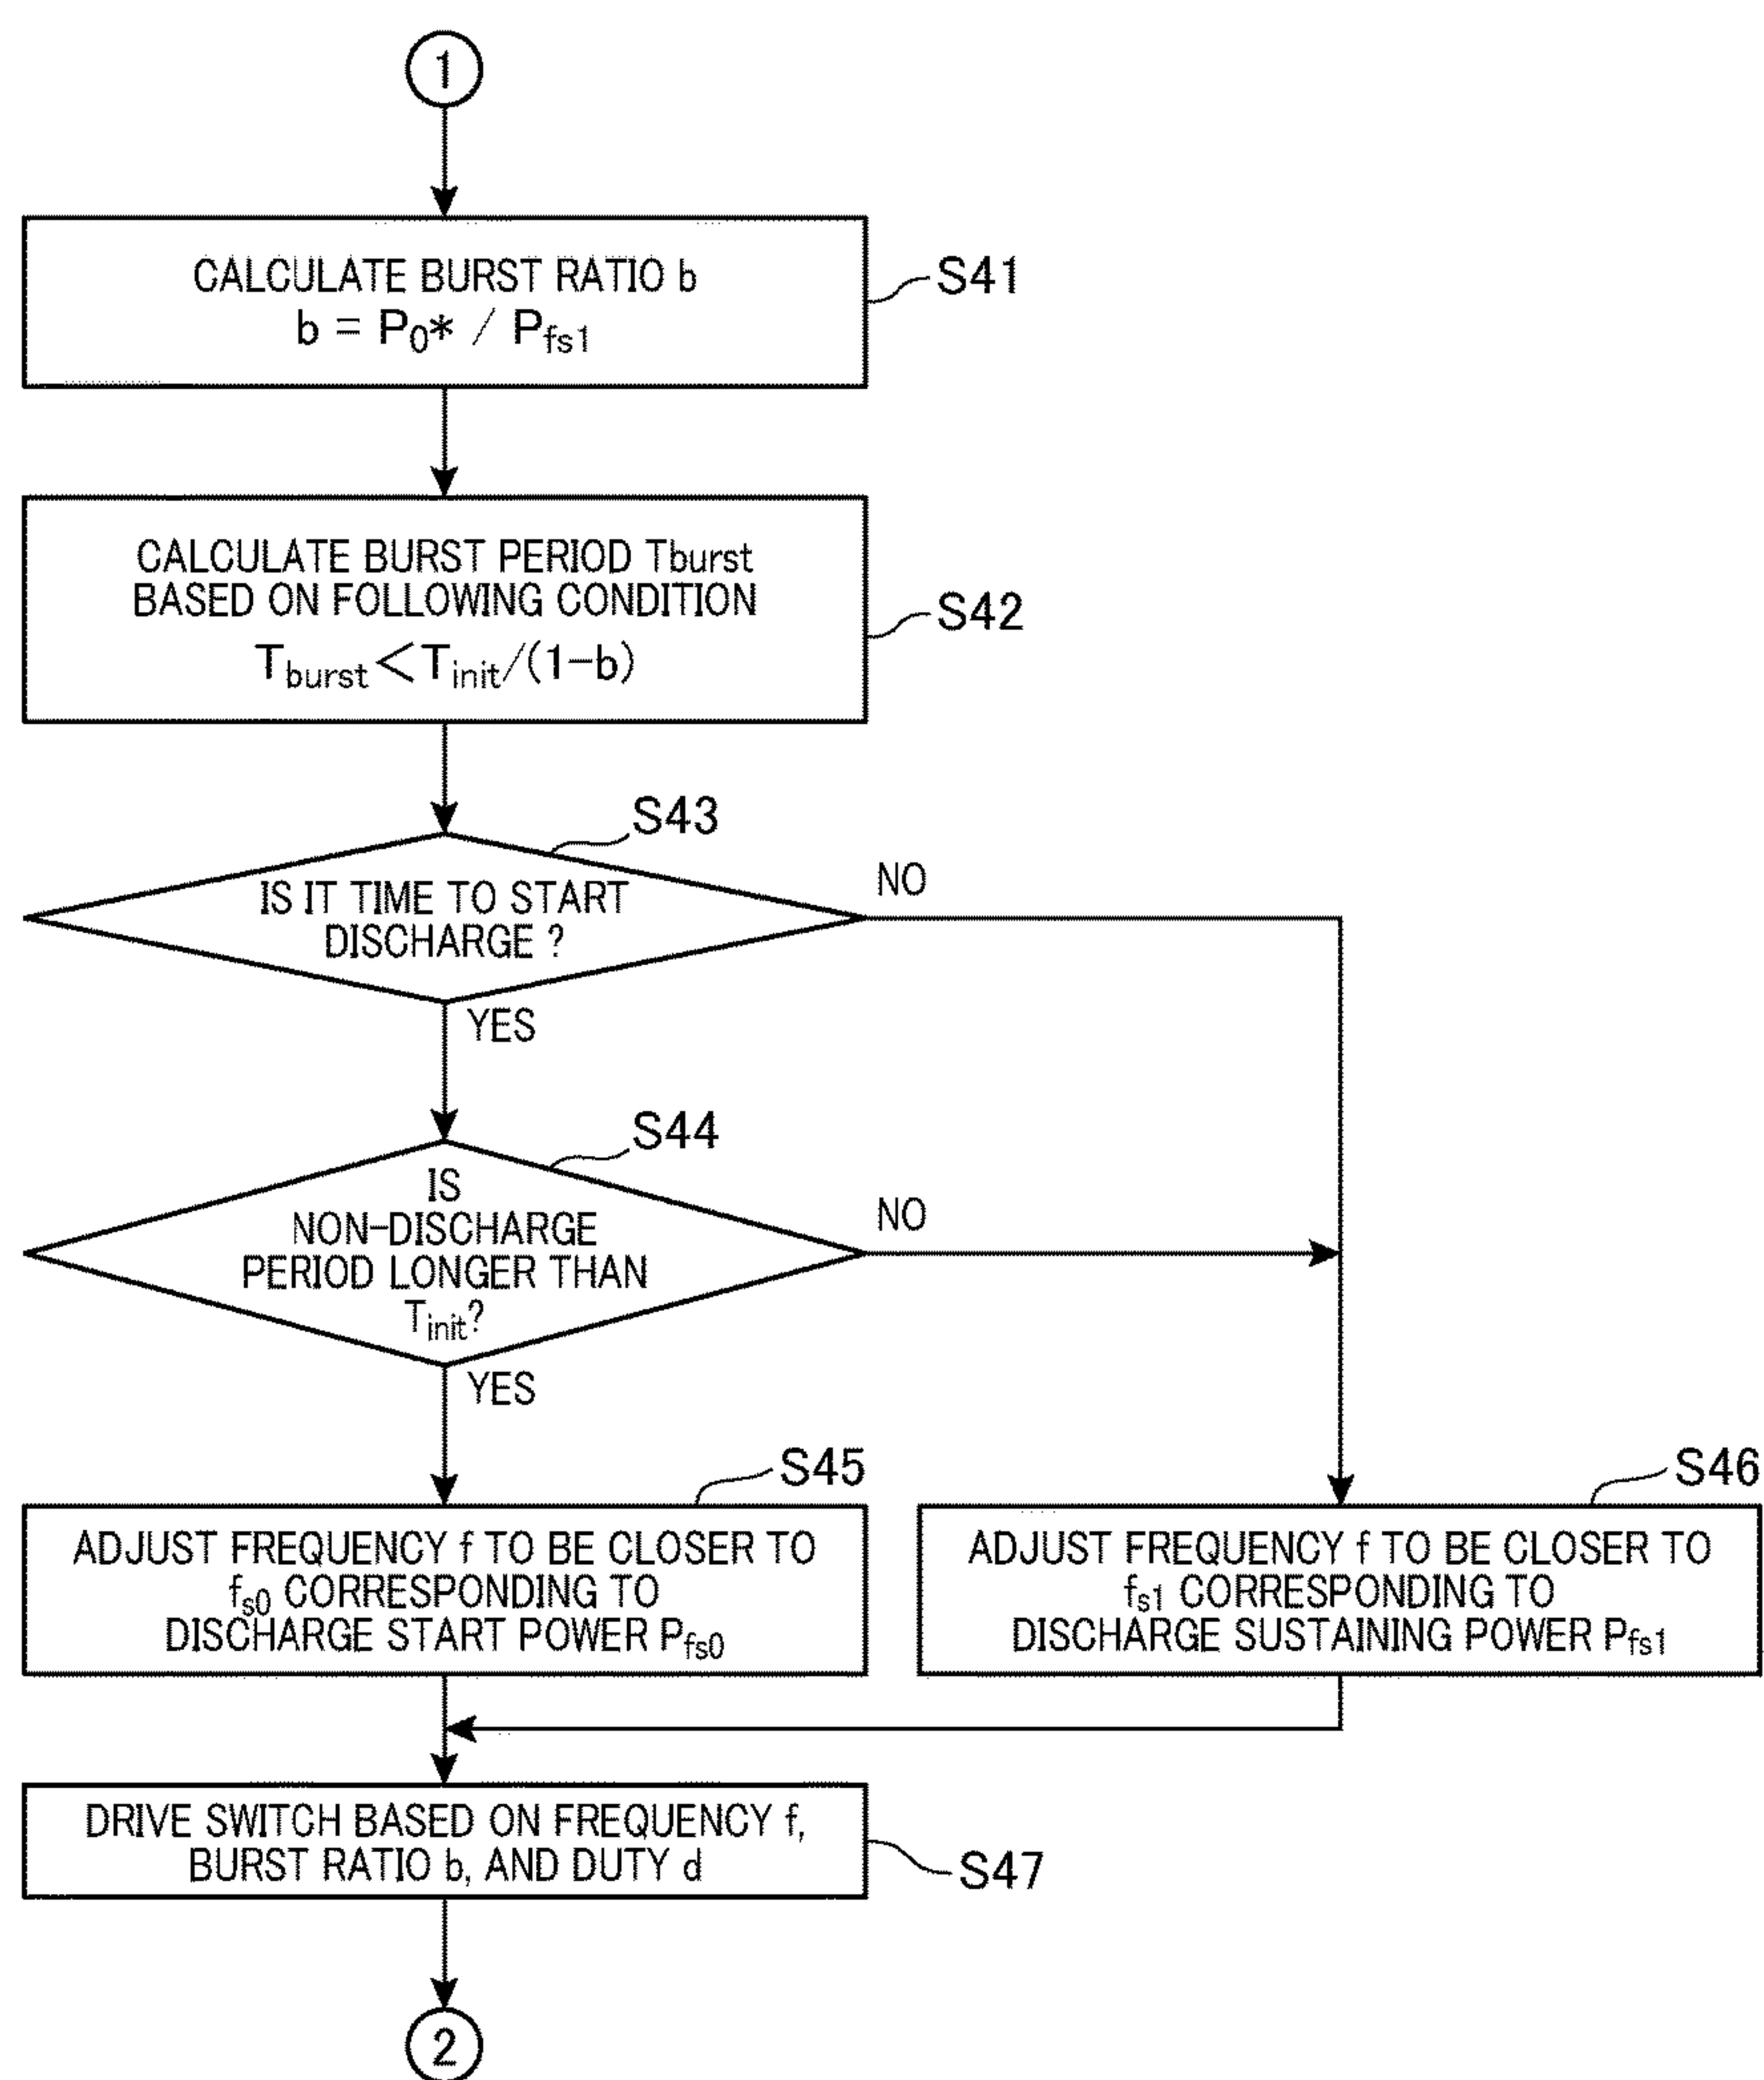 1
CALCULATE BURST RATIO b
b = P0* / Pfs1
S41
CALCULATE BURST PERIOD Tburst
BASED ON FOLLOWING CONDITION
Tburst<Tinit/(1-b)
S42
S43
IS IT TIME TO START
DISCHARGE ?
NO
YES
S44
IS
NON-DISCHARGE
PERIOD LONGER THAN
Tinit?
NO
YES
S45
ADJUST FREQUENCY f TO BE CLOSER TO
fs0 CORRESPONDING TO
DISCHARGE START POWER Pfs0
S46
ADJUST FREQUENCY f TO BE CLOSER TO
fs1 CORRESPONDING TO
DISCHARGE SUSTAINING POWER Pfs1
DRIVE SWITCH BASED ON FREQUENCY f,
BURST RATIO b, AND DUTY d
S47
2